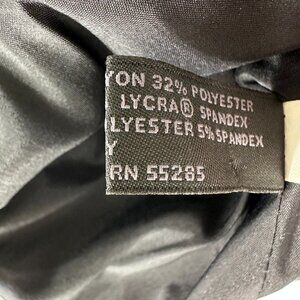 YON 32% POLYESTER
LYCRA® SPANDEX
LYESTER 5% SPANDEX
Y
RN 55285